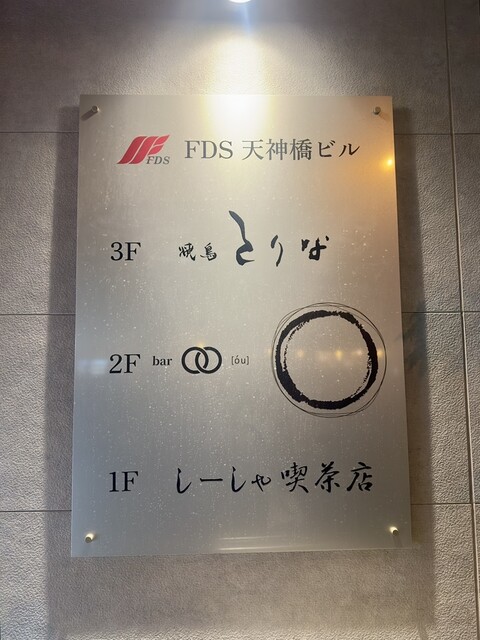 FDS FDS 天神橋ビル
3F 焼鳥 とりな
2F bar [óu]
1F しーしゃ喫茶店